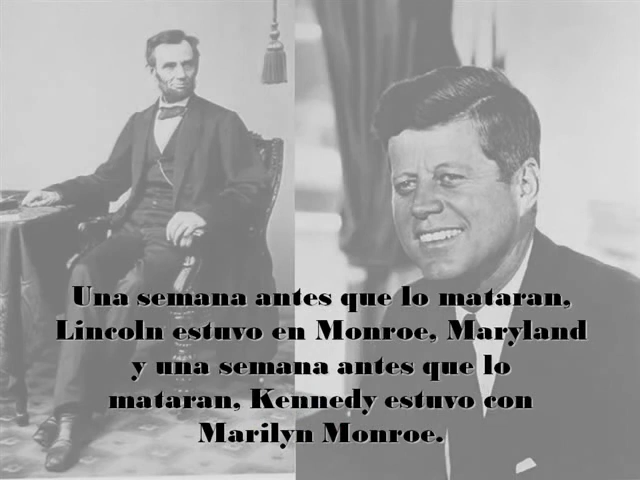 Una semana antes que lo mataran,
Lincoln estuvo en Monroe, Maryland
y una semana antes que lo
mataran, Kennedy estuvo con
Marilyn Monroe.